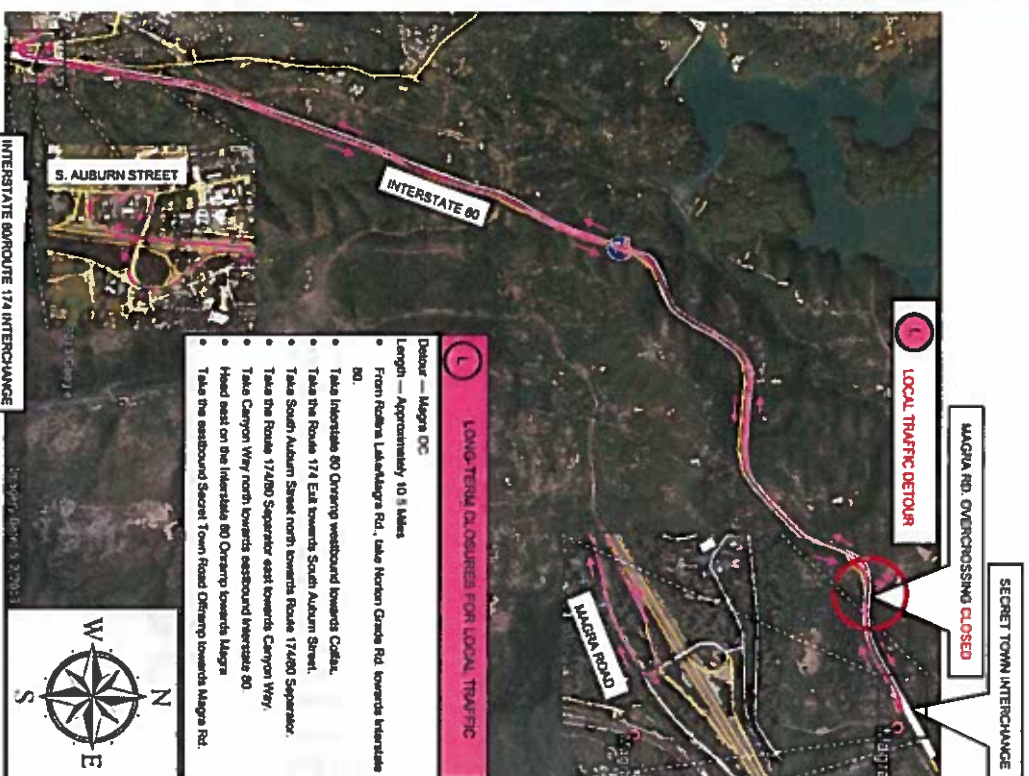 SECRET TOWN INTERCHANGE
MAGRA RD. OVERCROSSING CLOSED
L LOCAL TRAFFIC DETOUR
INTERSTATE 80
S. AUBURN STREET
INTERSTATE 80/ROUTE 174 INTERCHANGE
MAGRA ROAD
L LONG-TERM CLOSURES FOR LOCAL TRAFFIC
Detour — Magra OC
Length — Approximately 10.5 Miles
• From Rollins Lake/Magra Rd., take Norton Grade Rd. towards Interstate
80.
• Take Interstate 80 Onramp westbound towards Colfax.
• Take the Route 174 Exit towards South Auburn Street.
• Take South Auburn Street north towards Route 174/80 Separator.
• Take the Route 174/80 Separator east towards Canyon Way.
• Take Canyon Way north towards eastbound Interstate 80.
• Head east on the Interstate 80 Onramp towards Magra
• Take the eastbound Secret Town Road Offramp towards Magra Rd.
N
W E
S